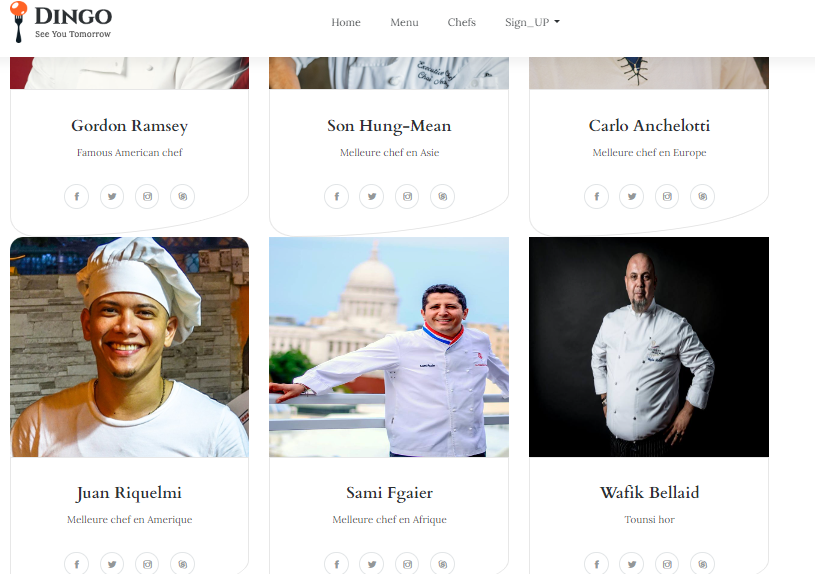 DINGO
See You Tomorrow
Home Menu Chefs Sign_UP
Executive Chef
Gordon Ramsey Son Hung-Mean Carlo Anchelotti
Famous American chef Melleure chef en Asie Melleure chef en Europe
Juan Riquelmi Sami Fgaier Wafik Bellaid
Melleure chef en Amerique Melleure chef en Afrique Tounsi hor